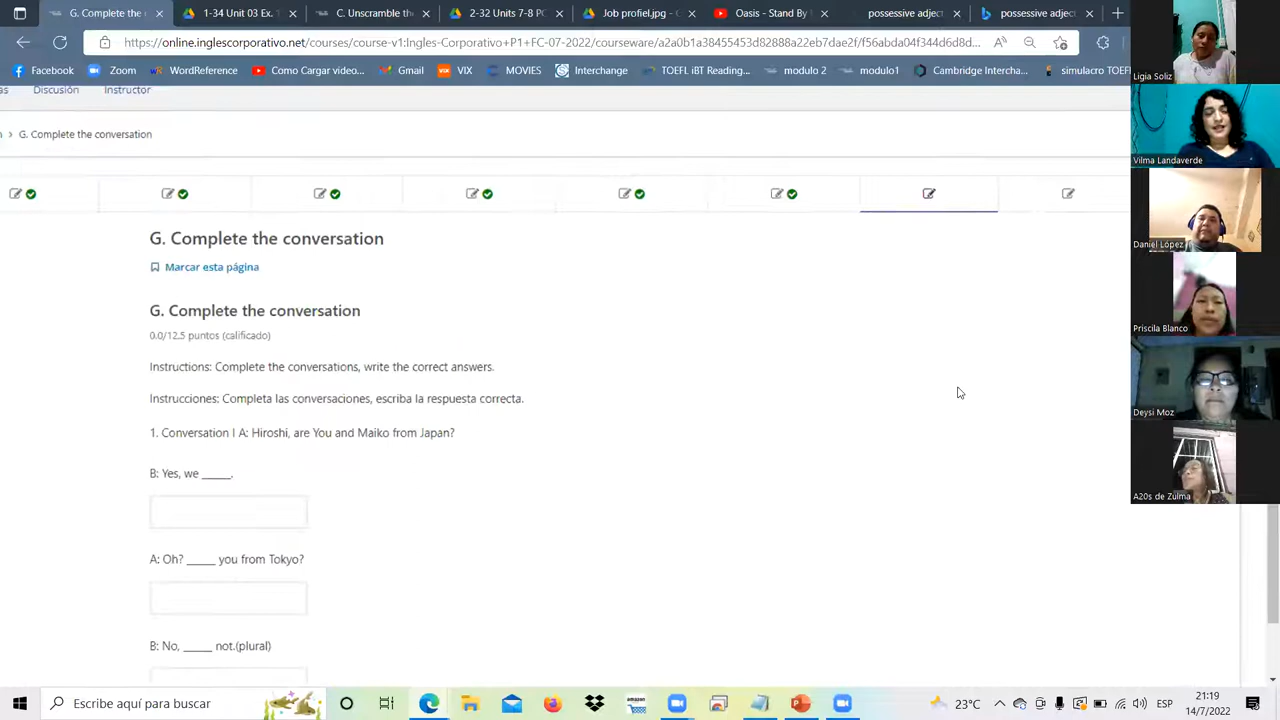 G. Complete the
1-34 Unit 03 Ex.
C. Unscramble the
2-32 Units 7-8 PC
Job profiel.jpg -
Oasis - Stand By
possessive adject
possessive adjec
https://online.inglescorporativo.net/courses/course-v1:Ingles-Corporativo+P1+FC-07-2022/courseware/a2a0b1a38455453d82888a22eb7dae2f/f56abda04f344d6d8d...
Facebook
Zoom
WordReference
Como Cargar video...
Gmail
VIX
MOVIES
Interchange
TOEFL iBT Reading...
modulo 2
modulo1
Cambridge Intercha...
simulacro TOEFL
as
Discusión
Instructor
G. Complete the conversation
G. Complete the conversation
Marcar esta página
G. Complete the conversation
0.0/12.5 puntos (calificado)
Instructions: Complete the conversations, write the correct answers.
Instrucciones: Completa las conversaciones, escriba la respuesta correcta.
1. Conversation I A: Hiroshi, are You and Maiko from Japan?
B: Yes, we _____.
A: Oh? _____ you from Tokyo?
B: No, _____ not.(plural)
Ligia Soliz
Vilma Landaverde
Daniel López
Priscila Blanco
Deysi Moz
A20s de Zulma
Escribe aquí para buscar
23°C
ESP
21:19
14/7/2022